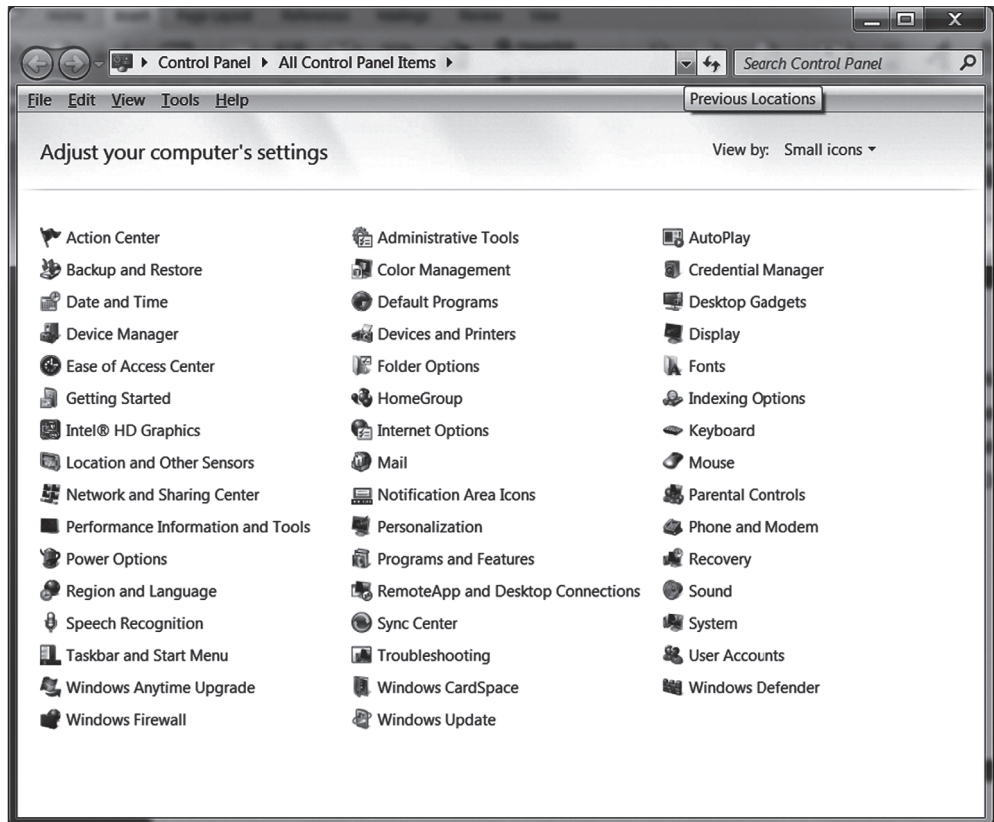 Control Panel All Control Panel Items Search Control Panel
File Edit View Tools Help Previous Locations
Adjust your computer's settings View by: Small icons
Action Center Administrative Tools AutoPlay
Backup and Restore Color Management Credential Manager
Date and Time Default Programs Desktop Gadgets
Device Manager Devices and Printers Display
Ease of Access Center Folder Options Fonts
Getting Started HomeGroup Indexing Options
Intel® HD Graphics Internet Options Keyboard
Location and Other Sensors Mail Mouse
Network and Sharing Center Notification Area Icons Parental Controls
Performance Information and Tools Personalization Phone and Modem
Power Options Programs and Features Recovery
Region and Language RemoteApp and Desktop Connections Sound
Speech Recognition Sync Center System
Taskbar and Start Menu Troubleshooting User Accounts
Windows Anytime Upgrade Windows CardSpace Windows Defender
Windows Firewall Windows Update